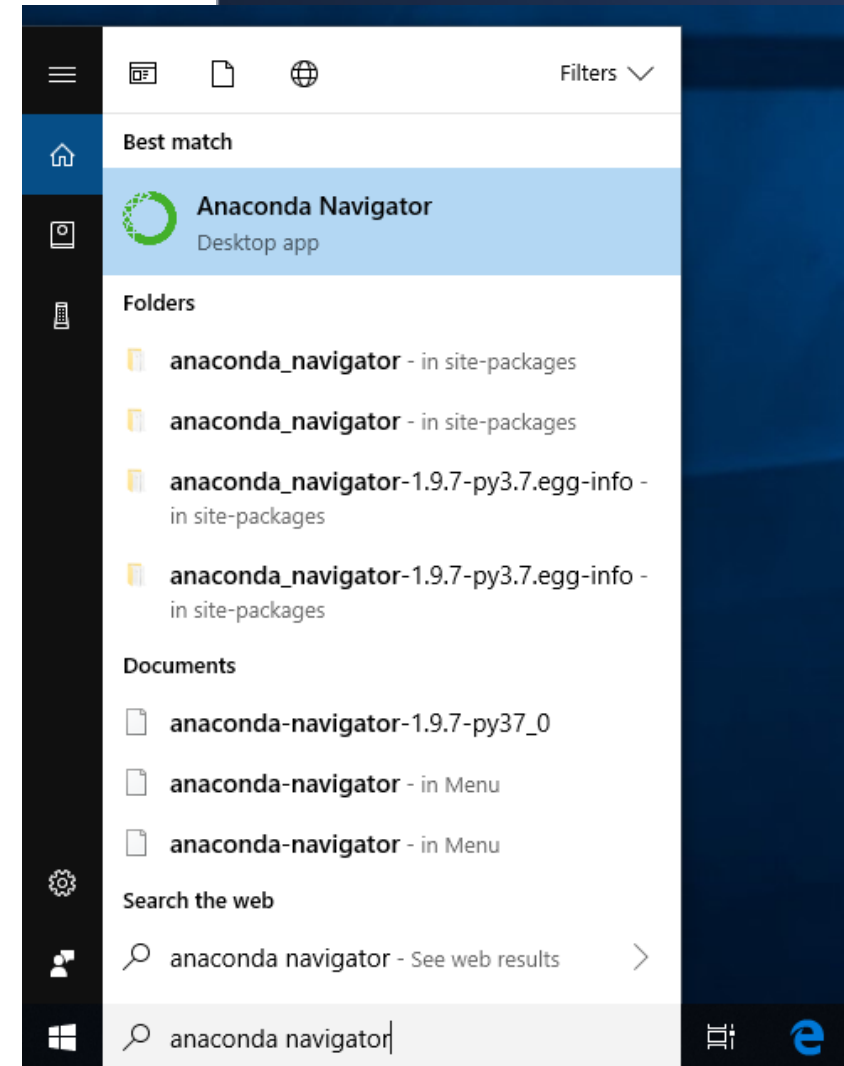 Filters
Best match
Anaconda Navigator
Desktop app
Folders
anaconda_navigator - in site-packages
anaconda_navigator - in site-packages
anaconda_navigator-1.9.7-py3.7.egg-info -
in site-packages
anaconda_navigator-1.9.7-py3.7.egg-info -
in site-packages
Documents
anaconda-navigator-1.9.7-py37_0
anaconda-navigator - in Menu
anaconda-navigator - in Menu
Search the web
anaconda navigator - See web results
anaconda navigator